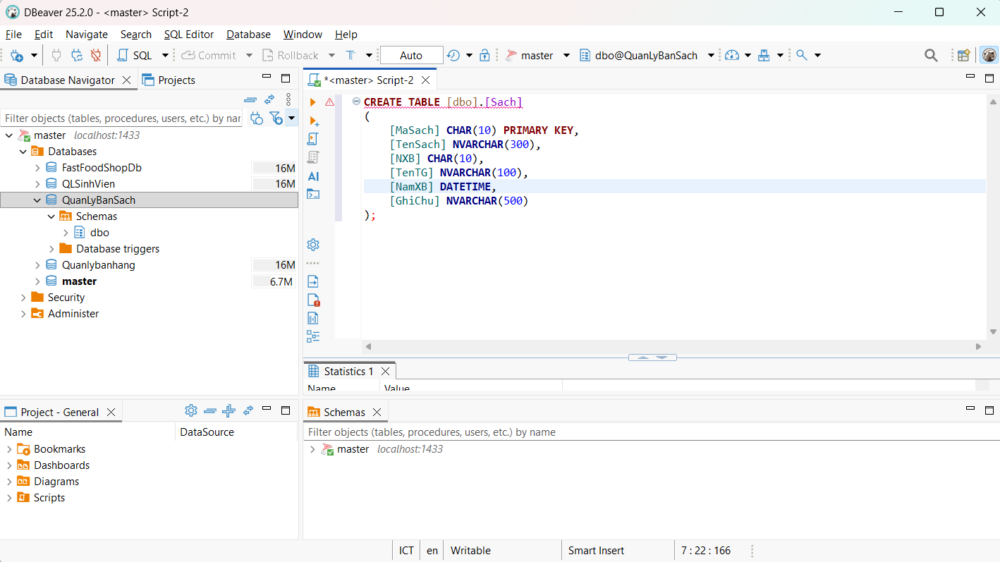 DBeaver 25.2.0 - <master> Script-2
File Edit Navigate Search SQL Editor Database Window Help
SQL Commit Rollback T Auto master dbo@QuanLyBanSach
Database Navigator Projects
Filter objects (tables, procedures, users, etc.) by nar
master localhost:1433
Databases
FastFoodShopDb 16M
QLSinhVien 16M
QuanLyBanSach
Schemas
dbo
Database triggers
Quanlybanhang 16M
master 6.7M
Security
Administer
*<master> Script-2
CREATE TABLE [dbo].[Sach]
(
[MaSach] CHAR(10) PRIMARY KEY,
[TenSach] NVARCHAR(300),
[NXB] CHAR(10),
[TenTG] NVARCHAR(100),
[NamXB] DATETIME,
[GhiChu] NVARCHAR(500)
);
AI
Statistics 1
Name Value
Project - General
Name DataSource
Bookmarks
Dashboards
Diagrams
Scripts
Schemas
Filter objects (tables, procedures, users, etc.) by name
master localhost:1433
ICT en Writable Smart Insert 7 : 22 : 166